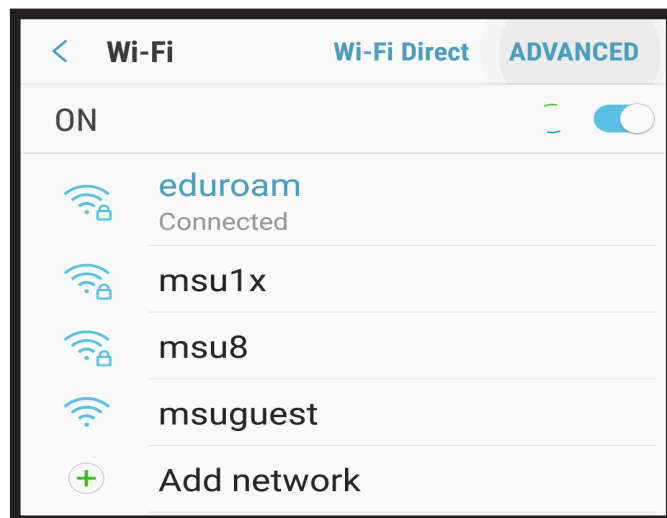 Wi-Fi Wi-Fi Direct ADVANCED
ON
eduroam
Connected
msu1x
msu8
msuguest
Add network